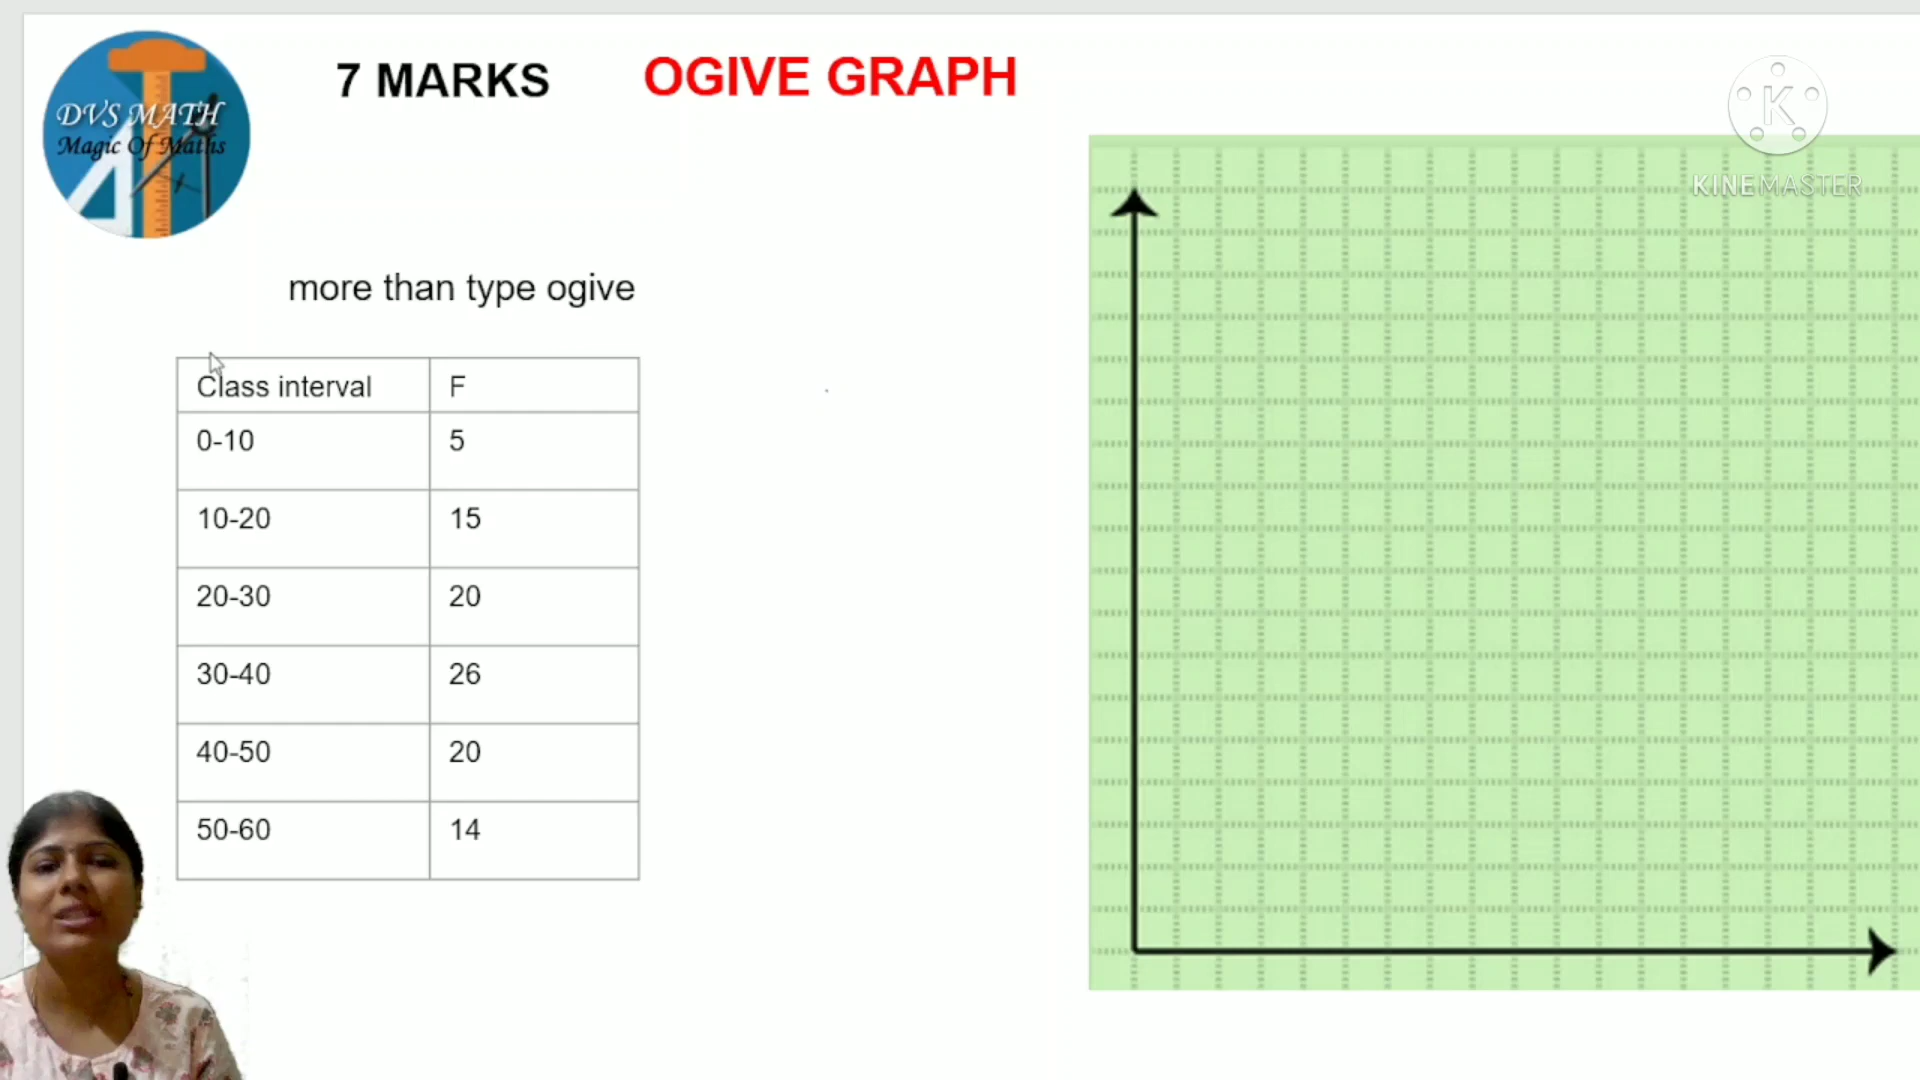 DVS MATH
Magic Of Maths
7 MARKS
OGIVE GRAPH
K
KINEMASTER
more than type ogive
Class interval F
0-10 5
10-20 15
20-30 20
30-40 26
40-50 20
50-60 14